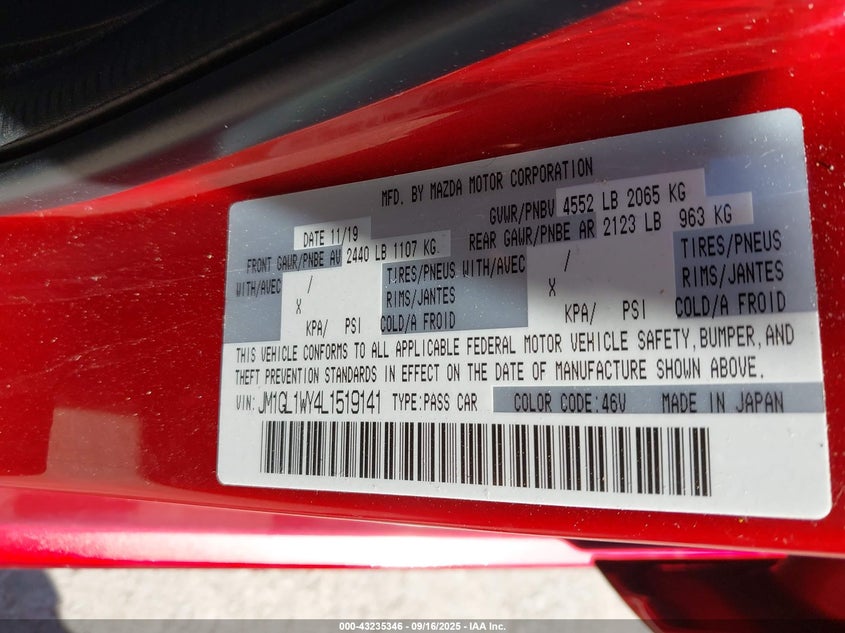 MFD. BY MAZDA MOTOR CORPORATION
DATE 11/19 GVWR/PNBV 4552 LB 2065 KG
FRONT GAWR/PNBE AV 2440 LB 1107 KG REAR GAWR/PNBE AR 2123 LB 963 KG
WITH/AVEC / TIRES/PNEUS WITH/AVEC / TIRES/PNEUS
X RIMS/JANTES X RIMS/JANTES
KPA/ PSI COLD/A FROID KPA/ PSI COLD/A FROID
THIS VEHICLE CONFORMS TO ALL APPLICABLE FEDERAL MOTOR VEHICLE SAFETY, BUMPER, AND
THEFT PREVENTION STANDARDS IN EFFECT ON THE DATE OF MANUFACTURE SHOWN ABOVE.
VIN: JM1GL1WY4L1519141 TYPE:PASS CAR COLOR CODE:46V MADE IN JAPAN
000-43235346 - 09/16/2025 - IAA Inc.